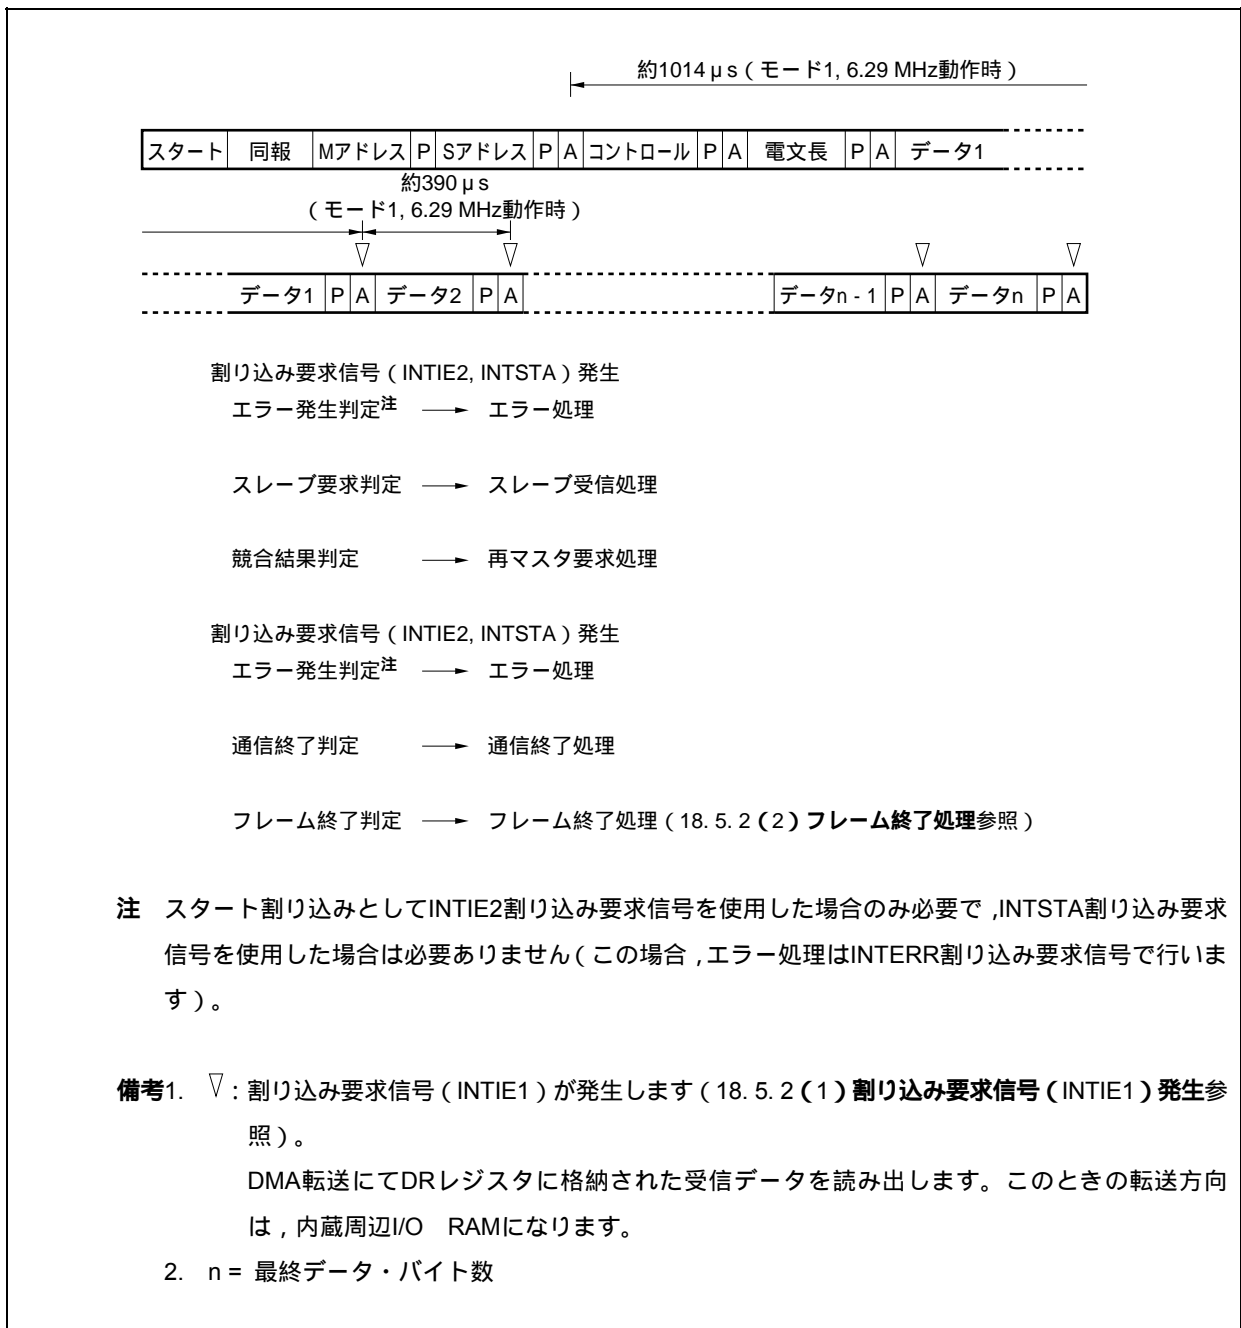 約1014 μs(モード1, 6.29 MHz動作時)
スタート 同報 Mアドレス P Sアドレス P A コントロール P A 電文長 P A データ1
約390 μs
(モード1, 6.29 MHz動作時)
▽ ▽ ▽ ▽
データ1 P A データ2 P A データn - 1 P A データn P A
割り込み要求信号(INTIE2, INTSTA)発生
エラー発生判定注 → エラー処理
スレーブ要求判定 → スレーブ受信処理
競合結果判定 → 再マスタ要求処理
割り込み要求信号(INTIE2, INTSTA)発生
エラー発生判定注 → エラー処理
通信終了判定 → 通信終了処理
フレーム終了判定 → フレーム終了処理(18. 5. 2(2)フレーム終了処理参照)
注 スタート割り込みとしてINTIE2割り込み要求信号を使用した場合のみ必要で,INTSTA割り込み要求
信号を使用した場合は必要ありません(この場合,エラー処理はINTERR割り込み要求信号で行いま
す)。
備考1. ▽:割り込み要求信号(INTIE1)が発生します(18. 5. 2(1)割り込み要求信号(INTIE1)発生参
照)。
DMA転送にてDRレジスタに格納された受信データを読み出します。このときの転送方向
は,内蔵周辺I/O RAMになります。
2. n = 最終データ・バイト数